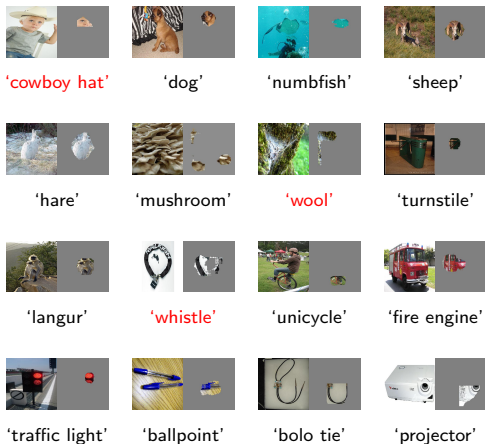 ‘cowboy hat’ ‘dog’ ‘numbfish’ ‘sheep’
‘hare’ ‘mushroom’ ‘wool’ ‘turnstile’
‘langur’ ‘whistle’ ‘unicycle’ ‘fire engine’
‘traffic light’ ‘ballpoint’ ‘bolo tie’ ‘projector’